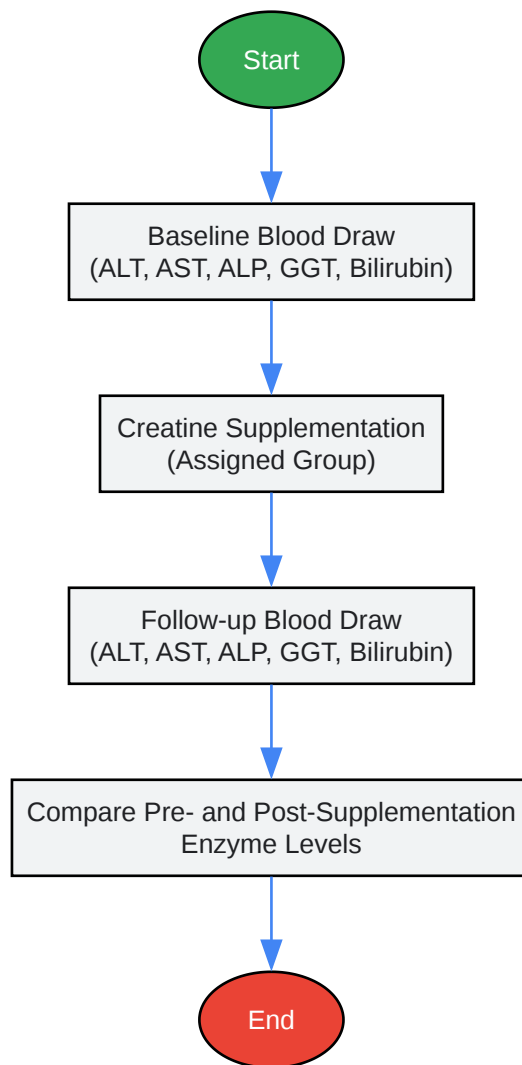 Start
Baseline Blood Draw
(ALT, AST, ALP, GGT, Bilirubin)
Creatine Supplementation
(Assigned Group)
Follow-up Blood Draw
(ALT, AST, ALP, GGT, Bilirubin)
Compare Pre- and Post-Supplementation
Enzyme Levels
End